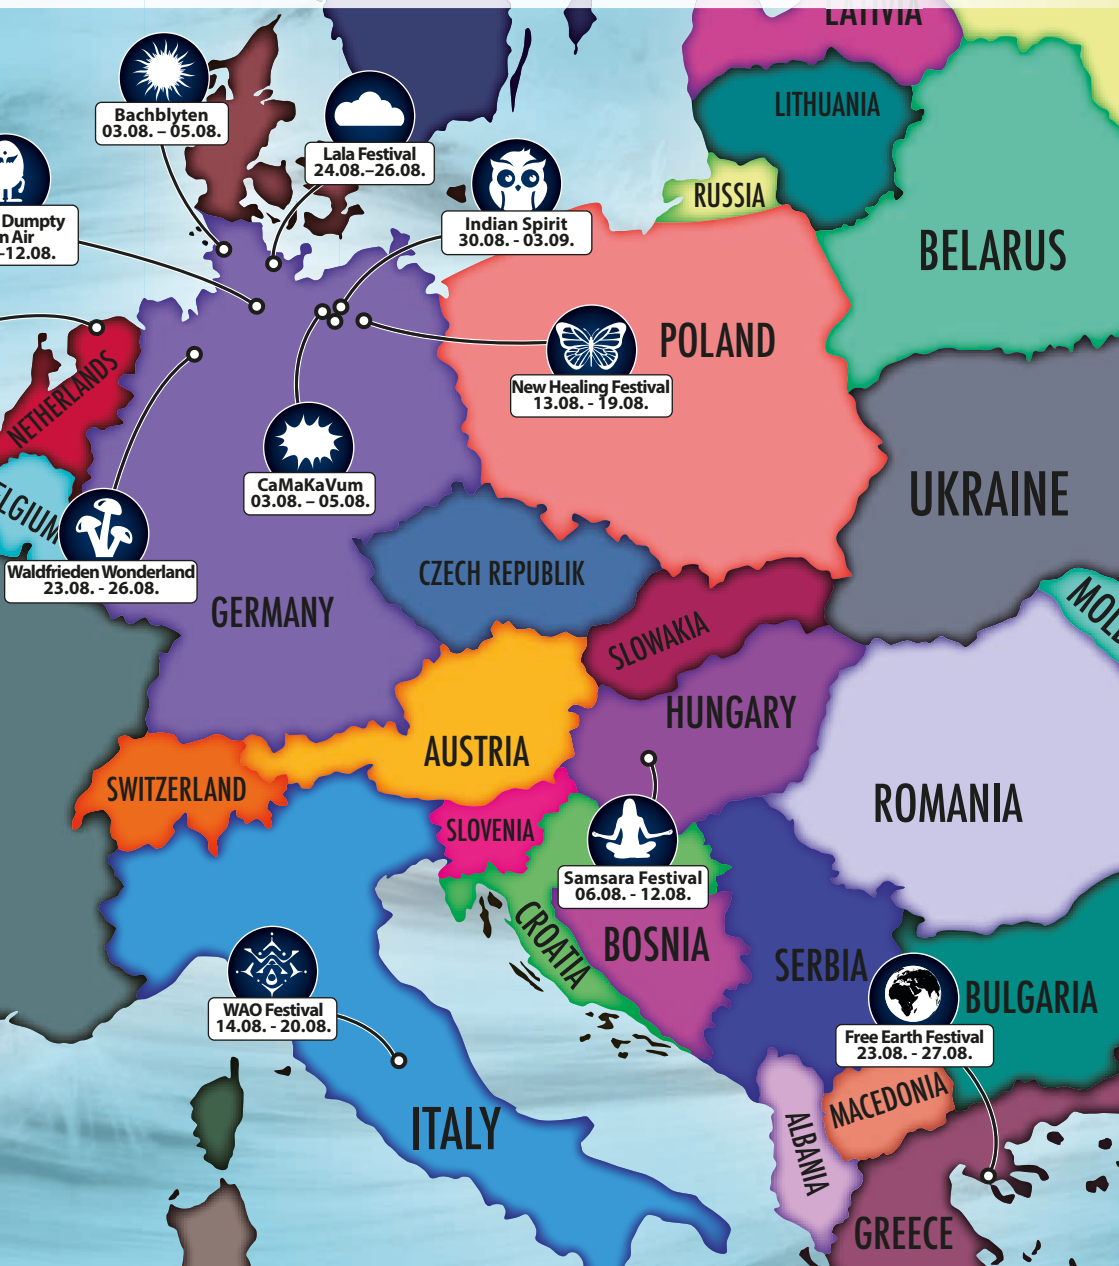 LATVIA
Bachblyten
03.08. – 05.08.
LITHUANIA
Lala Festival
24.08.–26.08.
RUSSIA
Dumpty
n Air
-12.08.
Indian Spirit
30.08. - 03.09.
BELARUS
POLAND
NETHERLANDS
New Healing Festival
13.08. - 19.08.
CaMaKaVum
03.08. – 05.08.
UKRAINE
ELGIUM
Waldfrieden Wonderland
23.08. - 26.08.
CZECH REPUBLIK
GERMANY
MOL
SLOWAKIA
HUNGARY
AUSTRIA
SWITZERLAND
ROMANIA
SLOVENIA
Samsara Festival
06.08. - 12.08.
CROATIA
BOSNIA
SERBIA
BULGARIA
WAO Festival
14.08. - 20.08.
Free Earth Festival
23.08. - 27.08.
MACEDONIA
ITALY
ALBANIA
GREECE